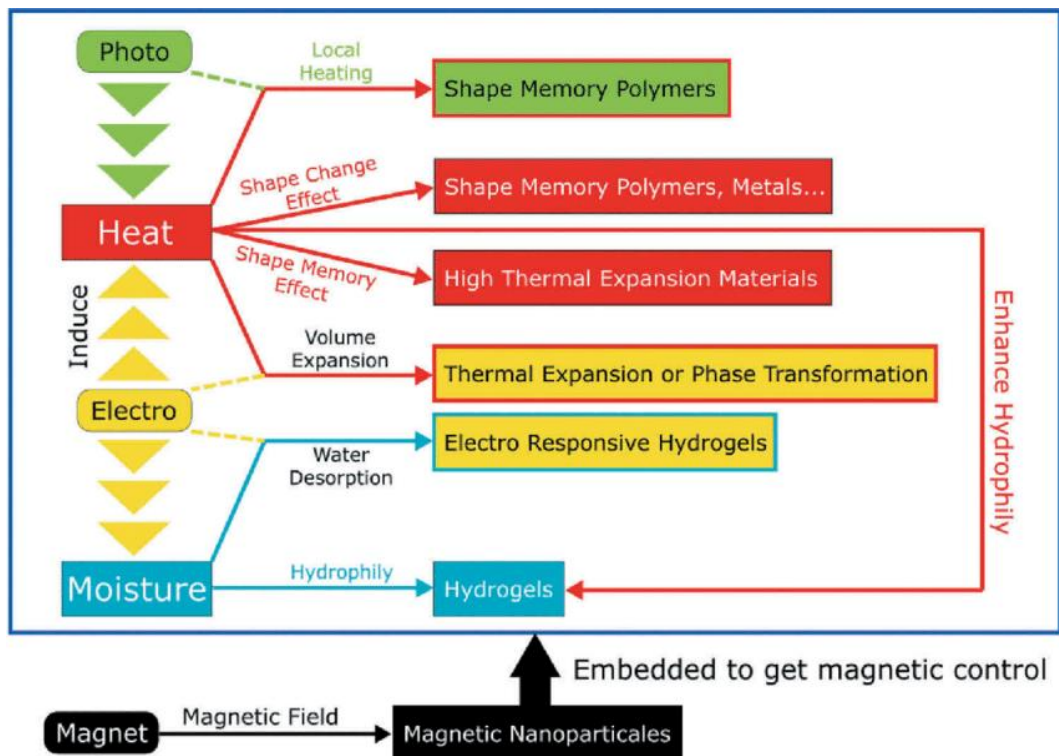 Photo
Local
Heating
Shape Memory Polymers
Shape Change
Effect
Shape Memory Polymers, Metals...
Heat
Shape Memory
Effect
High Thermal Expansion Materials
Induce
Volume
Expansion
Thermal Expansion or Phase Transformation
Enhance Hydrophily
Electro
Electro Responsive Hydrogels
Water
Desorption
Moisture
Hydrophily
Hydrogels
Embedded to get magnetic control
Magnet
Magnetic Field
Magnetic Nanoparticales